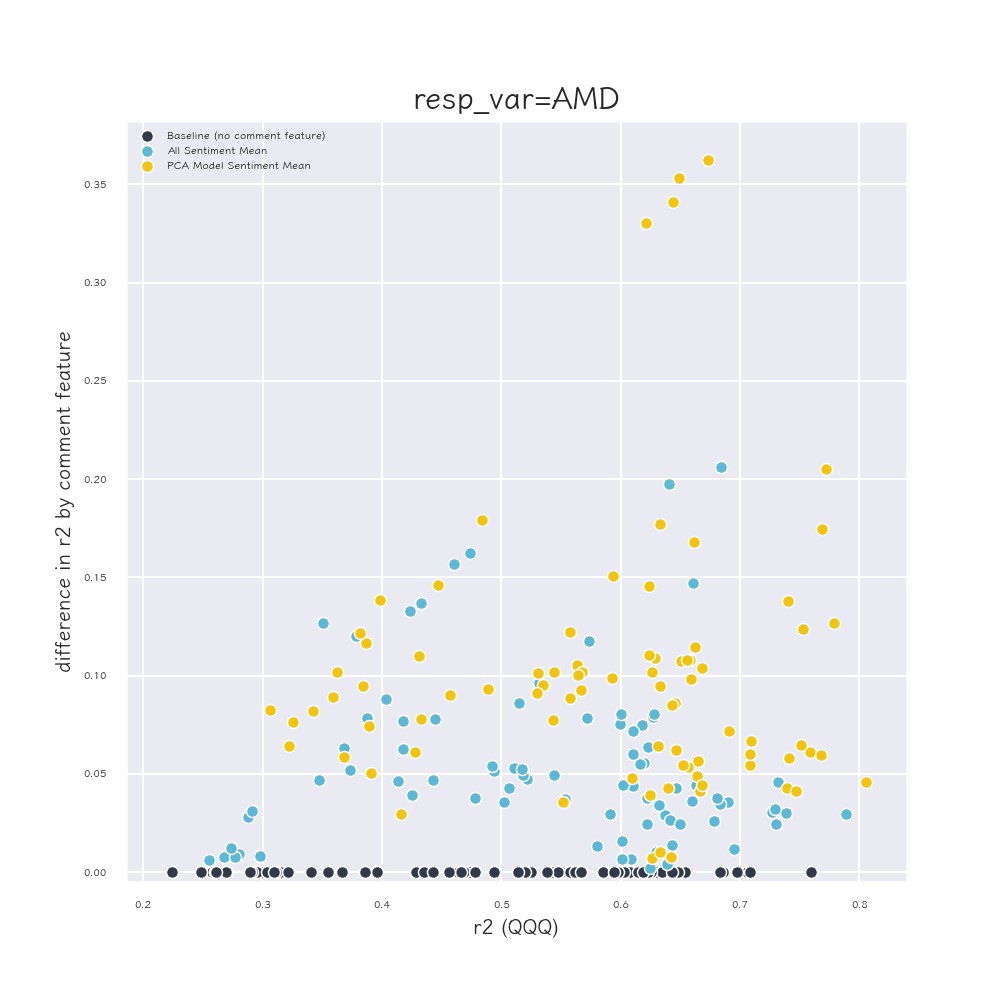 resp_var=AMD
Baseline (no comment feature)
All Sentiment Mean
PCA Model Sentiment Mean
0.35
0.30
0.25
0.20
0.15
0.10
0.05
0.00
difference in r2 by comment feature
0.2 0.3 0.4 0.5 0.6 0.7 0.8
r2 (QQQ)